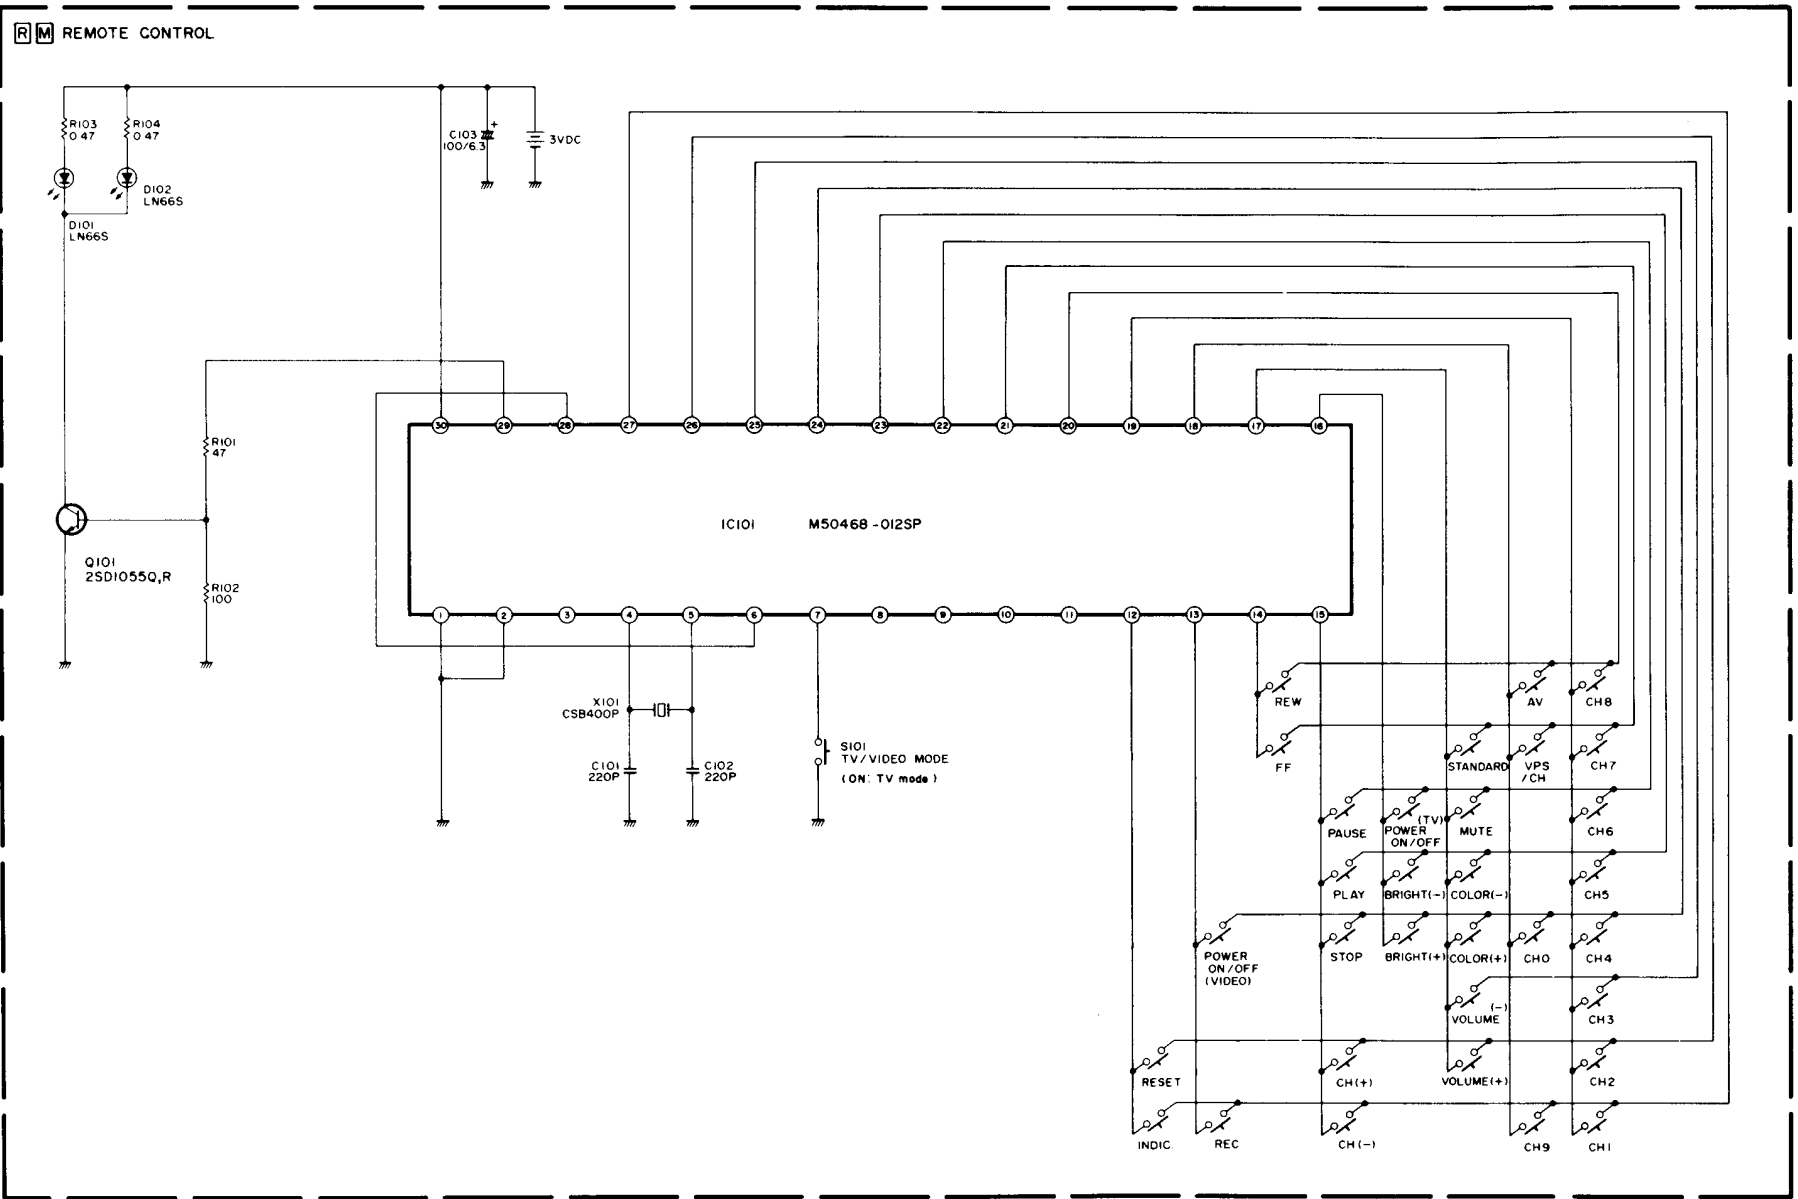 R M REMOTE CONTROL
R103
0.47
R104
0.47
C103
100/6.3
+
3VDC
D102
LN66S
D101
LN66S
R101
47
30 29 28 27 26 25 24 23 22 21 20 19 18 17 16
IC101 M50468-012SP
Q101
2SD1055Q,R
R102
100
1 2 3 4 5 6 7 8 9 10 11 12 13 14 15
X101
CSB400P
C101
220P
C102
220P
S101
TV/VIDEO MODE
(ON: TV mode)
REW AV CH8
FF STANDARD VPS
/CH CH7
PAUSE POWER (TV)
ON/OFF MUTE CH6
PLAY BRIGHT(-) COLOR(-) CH5
POWER
ON/OFF
(VIDEO) STOP BRIGHT(+) COLOR(+) CH0 CH4
(-)
VOLUME CH3
RESET CH(+) VOLUME(+) CH2
INDIC. REC CH(-) CH9 CH1